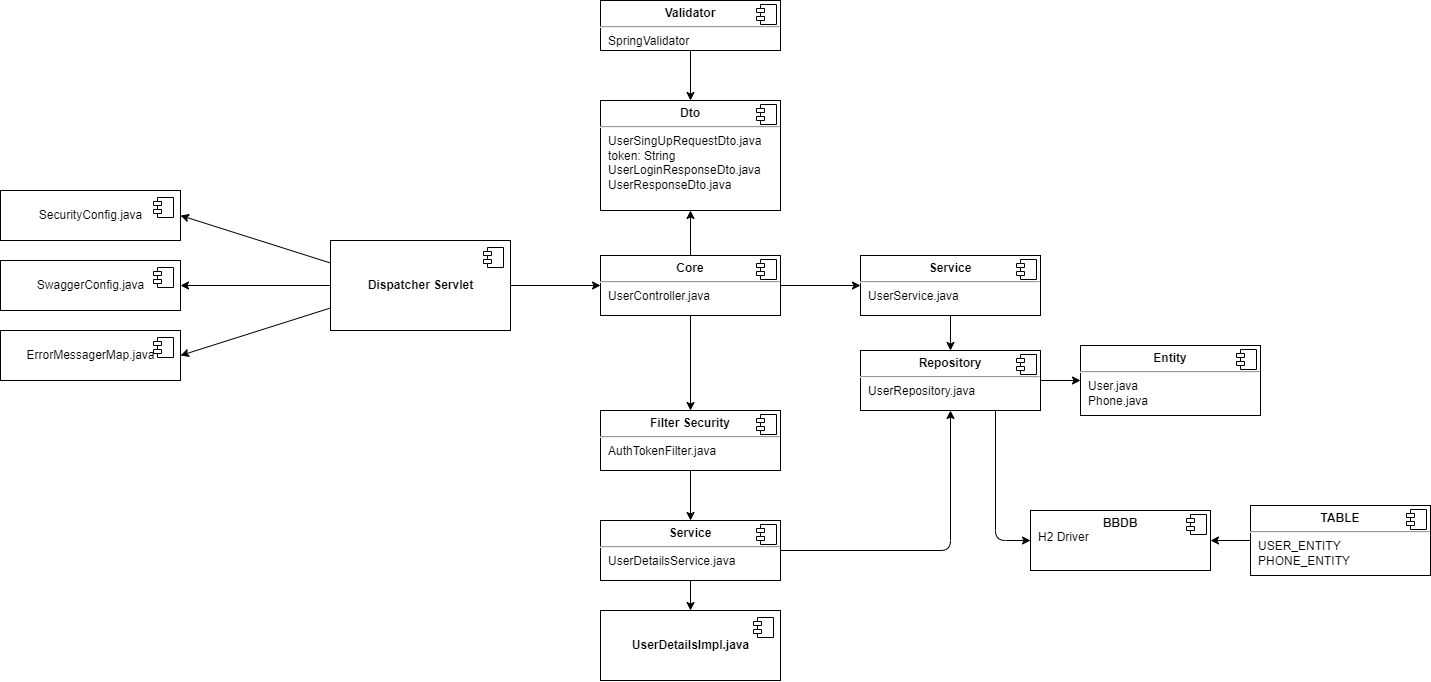 Validator
SpringValidator
Dto
UserSingUpRequestDto.java
token: String
UserLoginResponseDto.java
UserResponseDto.java
SecurityConfig.java
SwaggerConfig.java
ErrorMessagerMap.java
Dispatcher Servlet
Core
UserController.java
Service
UserService.java
Repository
UserRepository.java
Entity
User.java
Phone.java
Filter Security
AuthTokenFilter.java
Service
UserDetailsService.java
UserDetailsImpl.java
BBDB
H2 Driver
TABLE
USER_ENTITY
PHONE_ENTITY